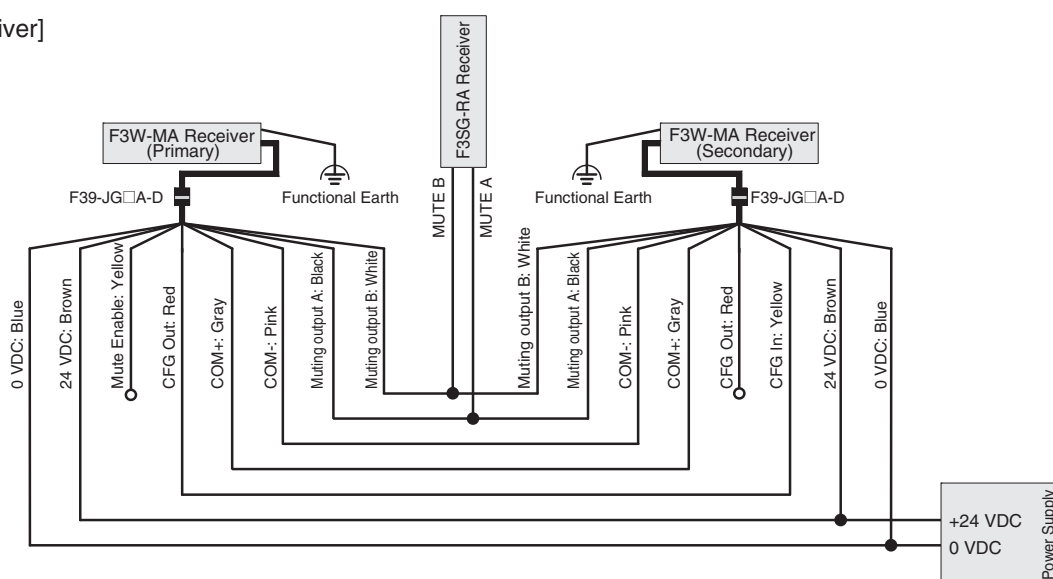 iver]
F3SG-RA Receiver
F3W-MA Receiver
(Primary)
F3W-MA Receiver
(Secondary)
F39-JG□A-D
Functional Earth
MUTE B
MUTE A
Functional Earth
F39-JG□A-D
0 VDC: Blue
24 VDC: Brown
Mute Enable: Yellow
CFG Out: Red
COM+: Gray
COM-: Pink
Muting output A: Black
Muting output B: White
Muting output B: White
Muting output A: Black
COM-: Pink
COM+: Gray
CFG Out: Red
CFG In: Yellow
24 VDC: Brown
0 VDC: Blue
+24 VDC
0 VDC
Power Supply